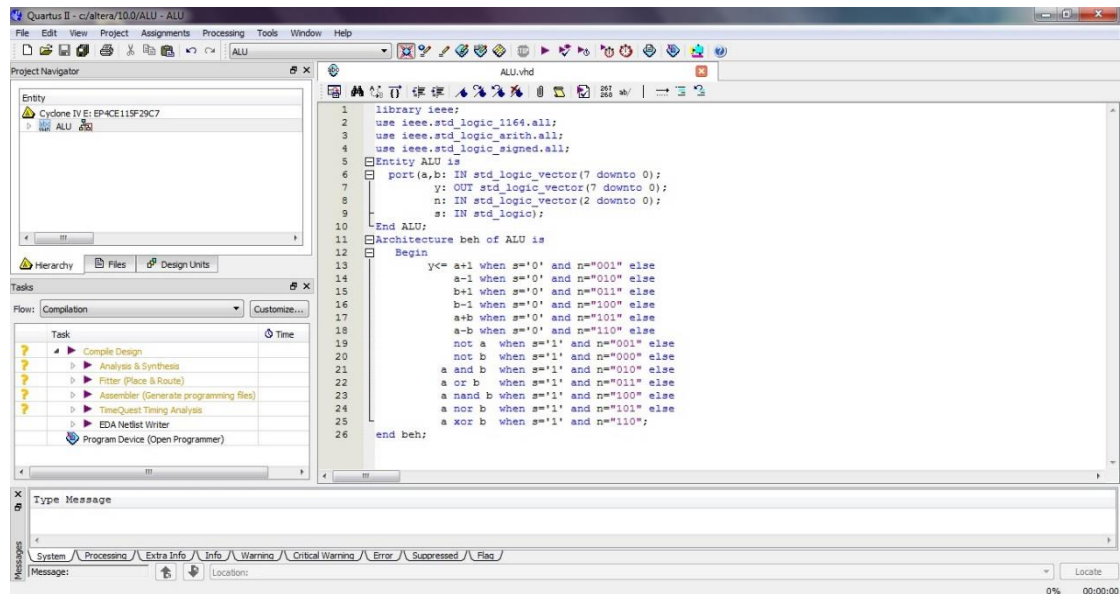 Quartus II - c:/altera/10.0/ALU - ALU
File Edit View Project Assignments Processing Tools Window Help
ALU
Project Navigator
ALU.vhd
Entity
Cyclone IV E: EP4CE115F29C7
ALU
Hierarchy Files Design Units
Tasks
Flow: Compilation Customize...
Task Time
Compile Design
Analysis & Synthesis
Fitter (Place & Route)
Assembler (Generate programming files)
TimeQuest Timing Analysis
EDA Netlist Writer
Program Device (Open Programmer)
267
268
ab/
1 library ieee;
2 use ieee.std_logic_1164.all;
3 use ieee.std_logic_arith.all;
4 use ieee.std_logic_signed.all;
5 Entity ALU is
6 port(a,b: IN std_logic_vector(7 downto 0);
7 y: OUT std_logic_vector(7 downto 0);
8 n: IN std_logic_vector(2 downto 0);
9 s: IN std_logic);
10 End ALU;
11 Architecture beh of ALU is
12 Begin
13 y<= a+1 when s='0' and n="001" else
14 a-1 when s='0' and n="010" else
15 b+1 when s='0' and n="011" else
16 b-1 when s='0' and n="100" else
17 a+b when s='0' and n="101" else
18 a-b when s='0' and n="110" else
19 not a when s='1' and n="001" else
20 not b when s='1' and n="000" else
21 a and b when s='1' and n="010" else
22 a or b when s='1' and n="011" else
23 a nand b when s='1' and n="100" else
24 a nor b when s='1' and n="101" else
25 a xor b when s='1' and n="110";
26 end beh;
Type Message
Messages
System Processing Extra Info Info Warning Critical Warning Error Suppressed Flag
Message: Location: Locate
0% 00:00:00